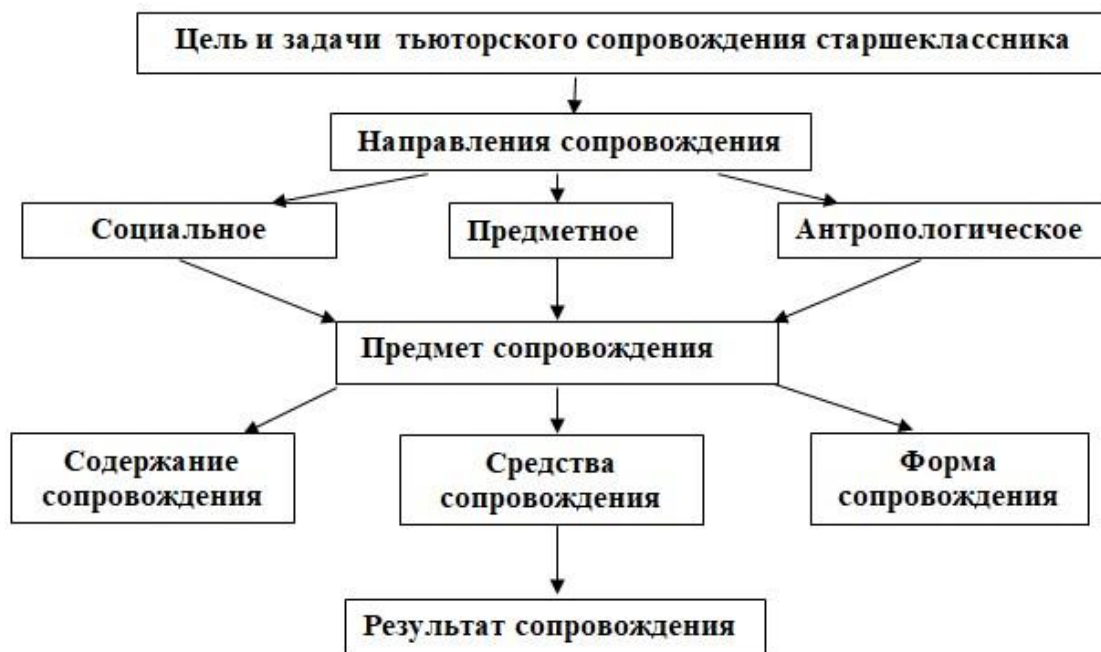 Цель и задачи тьюторского сопровождения старшеклассника
Направления сопровождения
Социальное
Предметное
Антропологическое
Предмет сопровождения
Содержание
сопровождения
Средства
сопровождения
Форма
сопровождения
Результат сопровождения